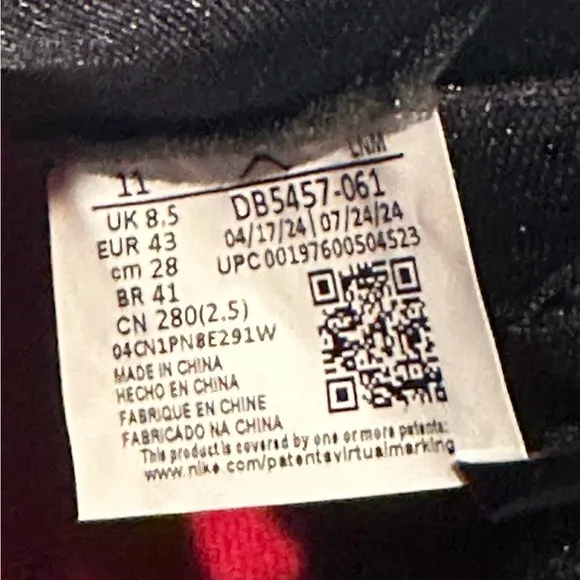 11 LNM
UK 8.5 DB5457-061
EUR 43 04/17/24 07/24/24
cm 28 UPC00197600504523
BR 41
CN 280(2.5)
04CN1PN8E291W
MADE IN CHINA
HECHO EN CHINA
FABRIQUE EN CHINE
FABRICADO NA CHINA
This product is covered by one or more patents:
www.nike.com/patentsvirtualmarking